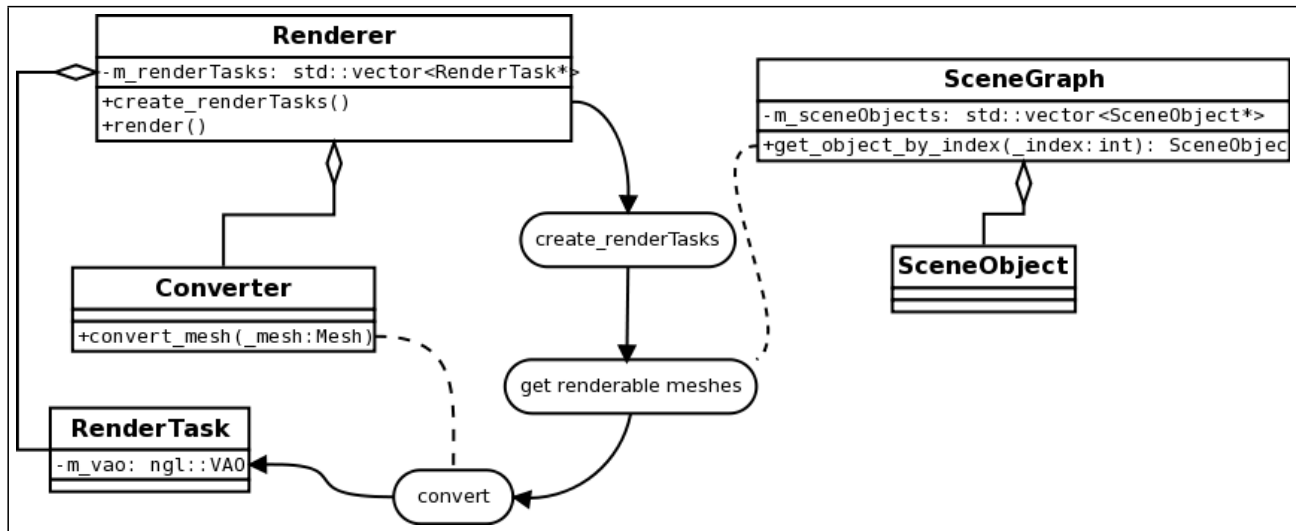 Renderer
-m_renderTasks: std::vector<RenderTask*>
+create_renderTasks()
+render()
SceneGraph
-m_sceneObjects: std::vector<SceneObject*>
+get_object_by_index(_index:int): SceneObjec
create_renderTasks
SceneObject
Converter
+convert_mesh(_mesh:Mesh)
get renderable meshes
RenderTask
-m_vao: ngl::VAO
convert